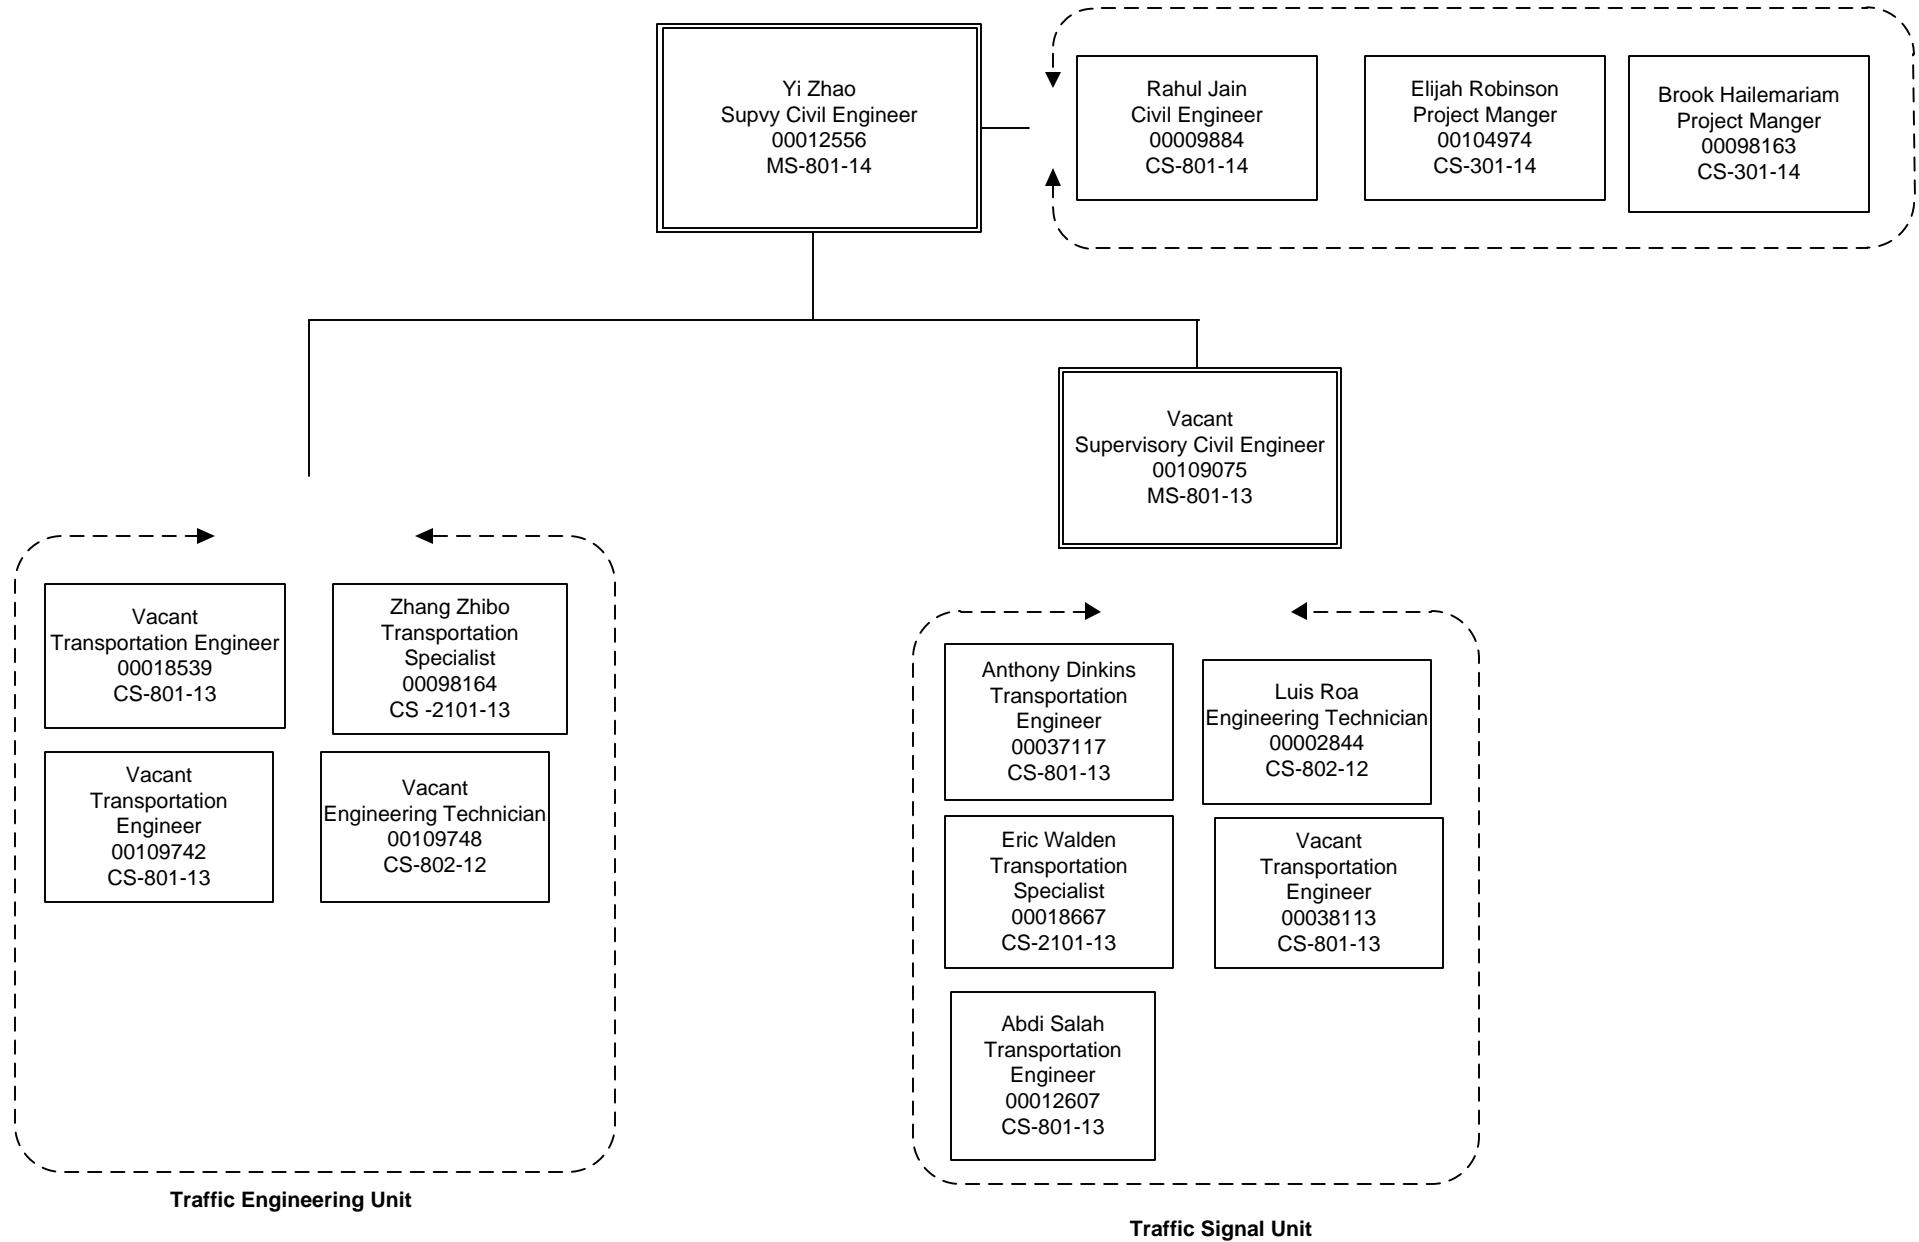 Yi Zhao
Supvy Civil Engineer
00012556
MS-801-14
Rahul Jain
Civil Engineer
00009884
CS-801-14
Elijah Robinson
Project Manger
00104974
CS-301-14
Brook Hailemariam
Project Manger
00098163
CS-301-14
Vacant
Supervisory Civil Engineer
00109075
MS-801-13
Vacant
Transportation Engineer
00018539
CS-801-13
Zhang Zhibo
Transportation
Specialist
00098164
CS -2101-13
Vacant
Transportation
Engineer
00109742
CS-801-13
Vacant
Engineering Technician
00109748
CS-802-12
Traffic Engineering Unit
Anthony Dinkins
Transportation
Engineer
00037117
CS-801-13
Luis Roa
Engineering Technician
00002844
CS-802-12
Eric Walden
Transportation
Specialist
00018667
CS-2101-13
Vacant
Transportation
Engineer
00038113
CS-801-13
Abdi Salah
Transportation
Engineer
00012607
CS-801-13
Traffic Signal Unit